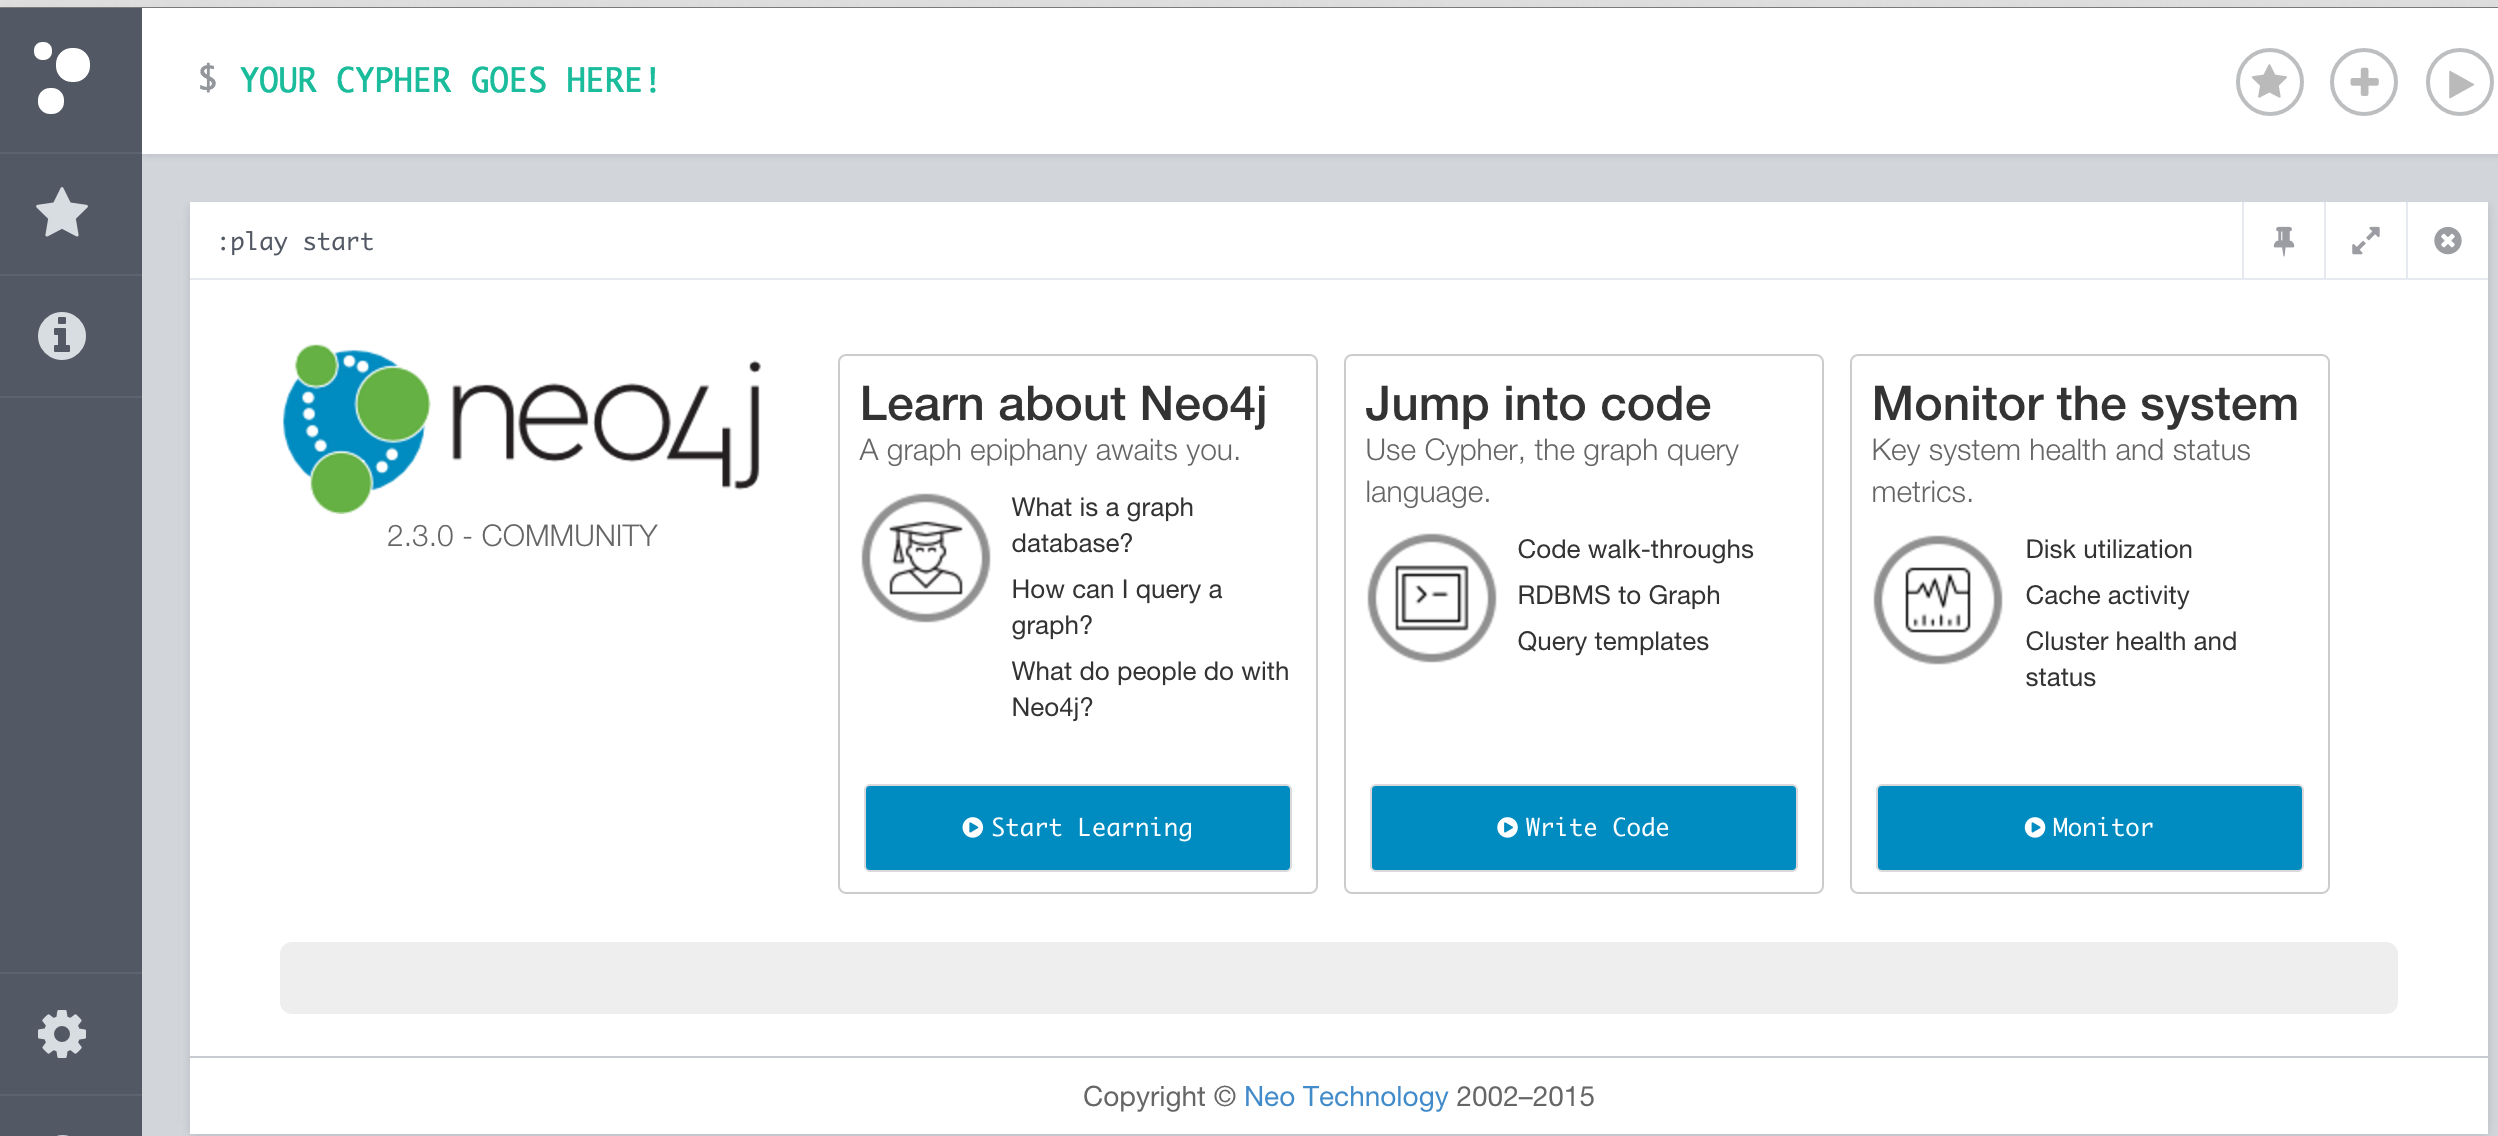 $ YOUR CYPHER GOES HERE!
:play start
neo4j
2.3.0 - COMMUNITY
Learn about Neo4j
A graph epiphany awaits you.
What is a graph
database?
How can I query a
graph?
What do people do with
Neo4j?
Start Learning
Jump into code
Use Cypher, the graph query
language.
Code walk-throughs
RDBMS to Graph
Query templates
Write Code
Monitor the system
Key system health and status
metrics.
Disk utilization
Cache activity
Cluster health and
status
Monitor
Copyright © Neo Technology 2002–2015